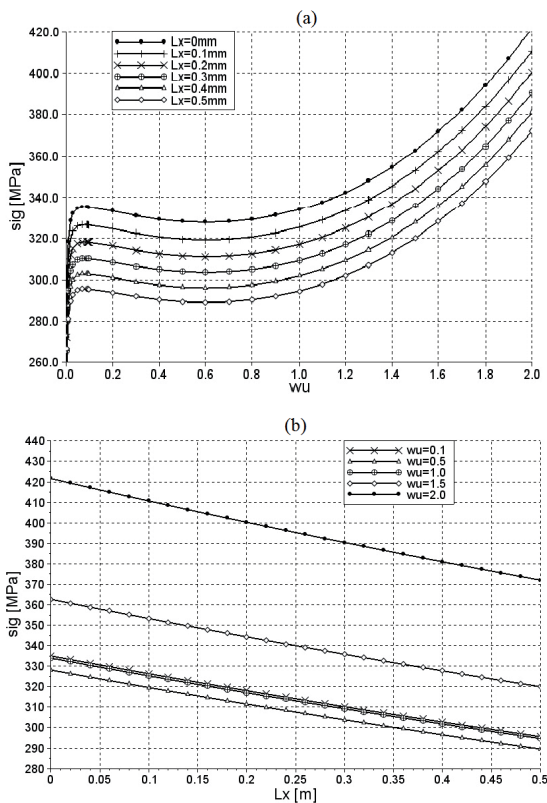 (a)
420.0
400.0
380.0
360.0
340.0
320.0
300.0
280.0
260.0
sig [MPa]
Lx=0mm
Lx=0.1mm
Lx=0.2mm
Lx=0.3mm
Lx=0.4mm
Lx=0.5mm
0.0 0.2 0.4 0.6 0.8 1.0 1.2 1.4 1.6 1.8 2.0
wu
(b)
440
430
420
410
400
390
380
370
360
350
340
330
320
310
300
290
280
sig [MPa]
wu=0.1
wu=0.5
wu=1.0
wu=1.5
wu=2.0
0 0.05 0.1 0.15 0.2 0.25 0.3 0.35 0.4 0.45 0.5
Lx [m]